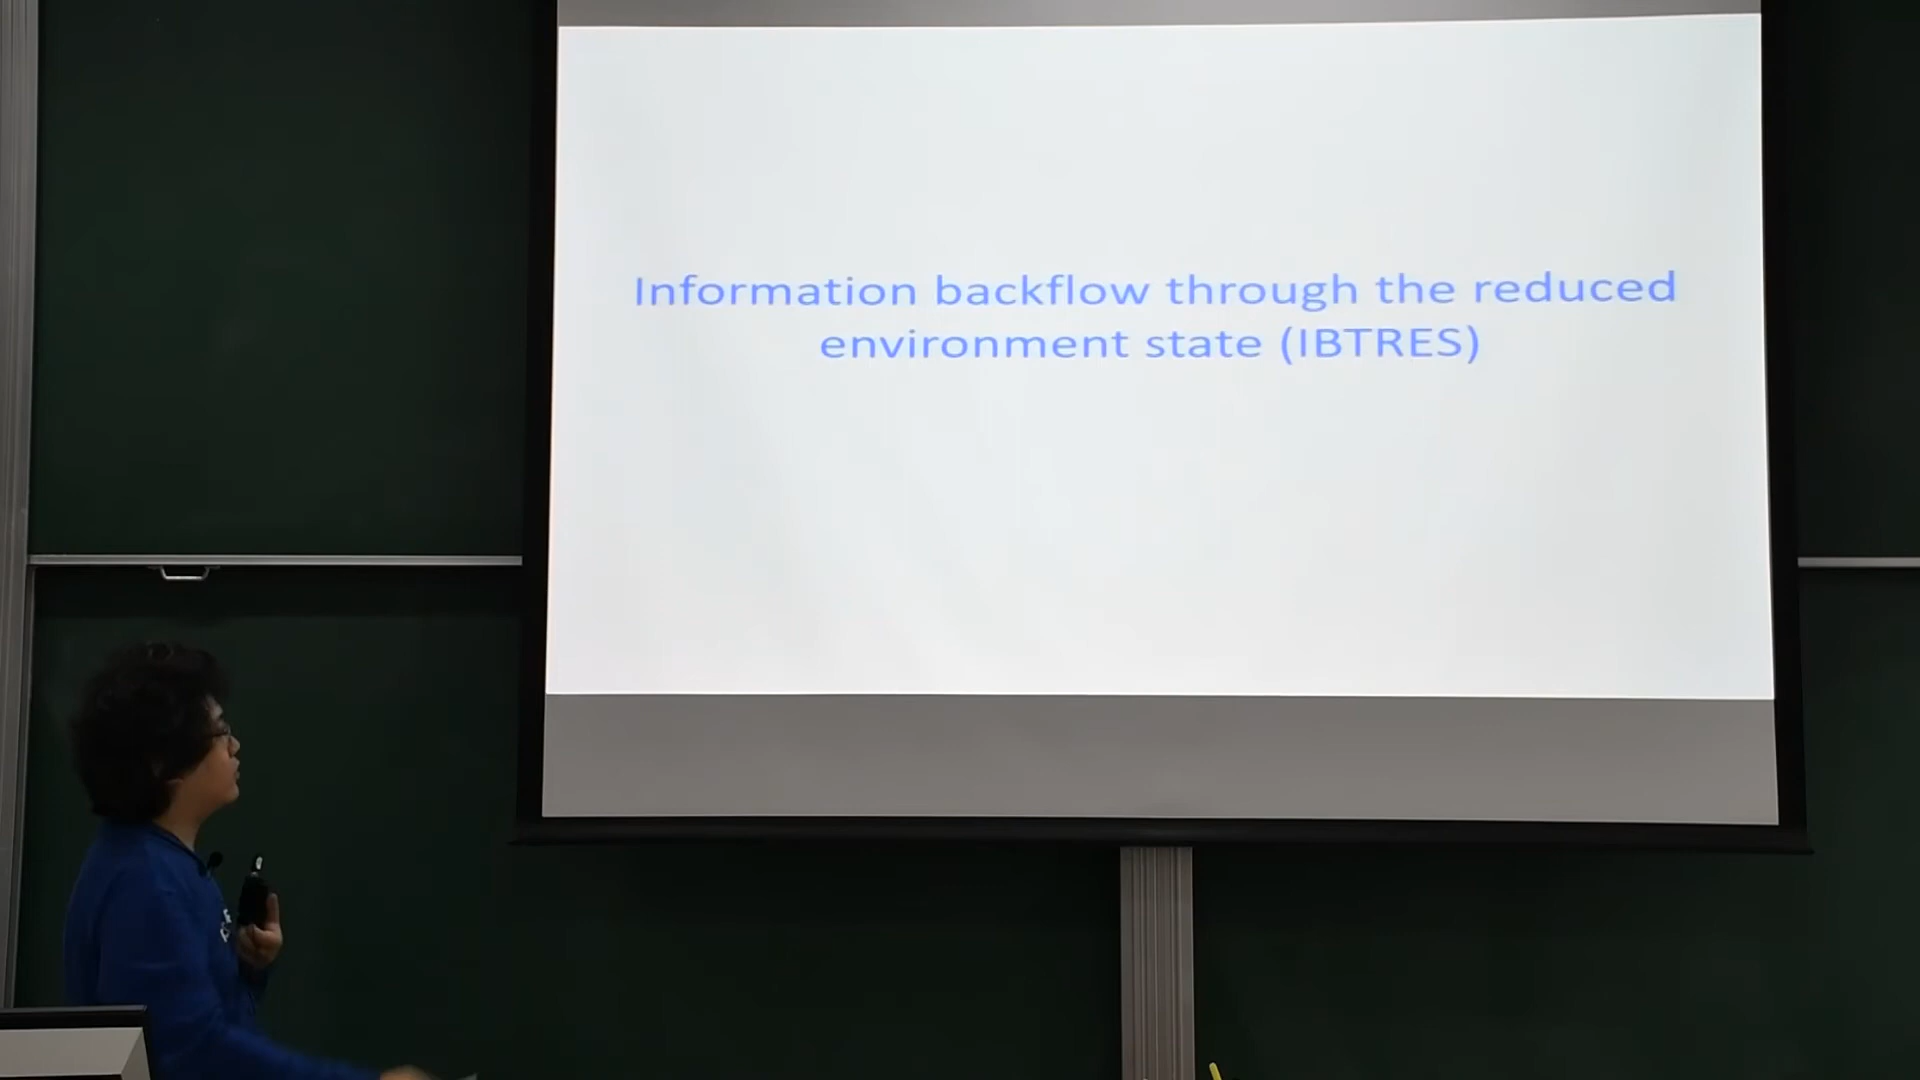 Information backflow through the reduced
environment state (IBTRES)